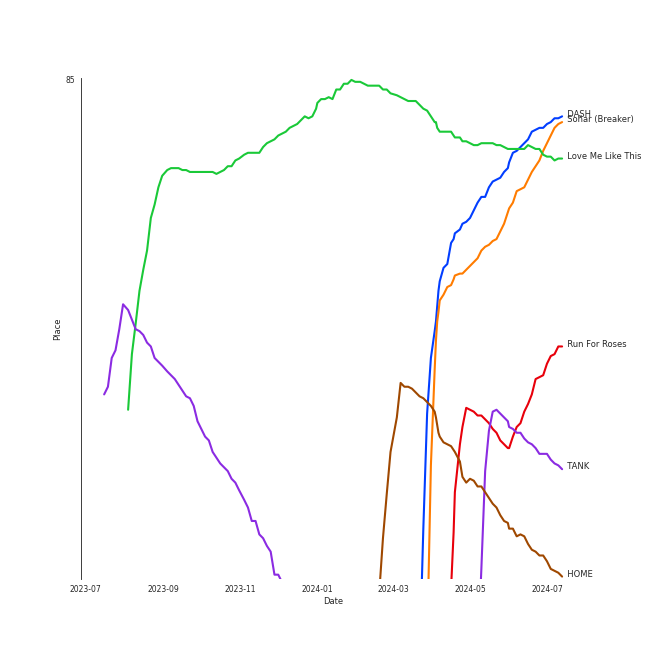 85
DASH
Sonar (Breaker)
Love Me Like This
Place
Run For Roses
TANK
HOME
2023-07 2023-09 2023-11 2024-01 2024-03 2024-05 2024-07
Date